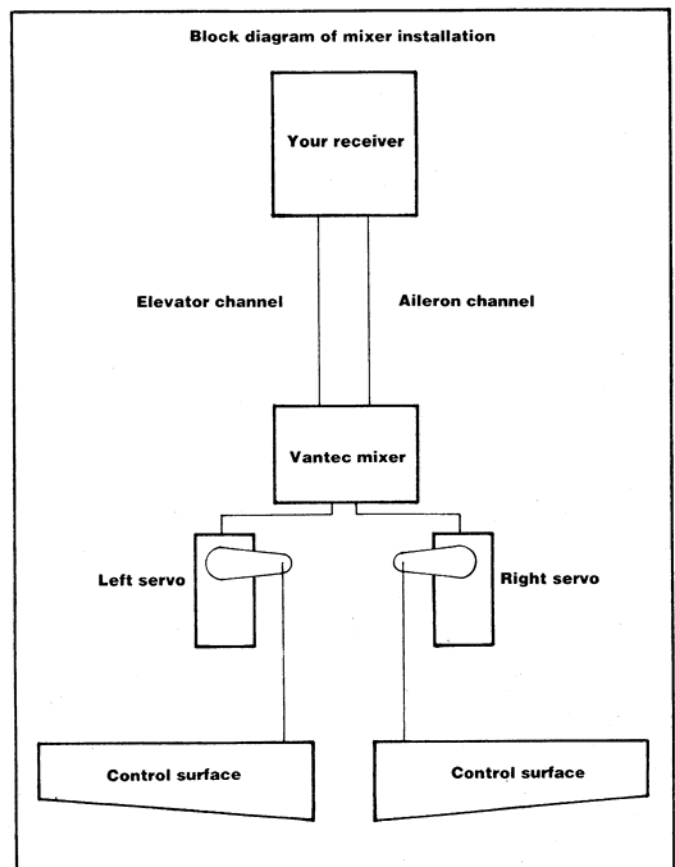 Block diagram of mixer installation
Your receiver
Elevator channel
Aileron channel
Vantec mixer
Left servo
Right servo
Control surface
Control surface